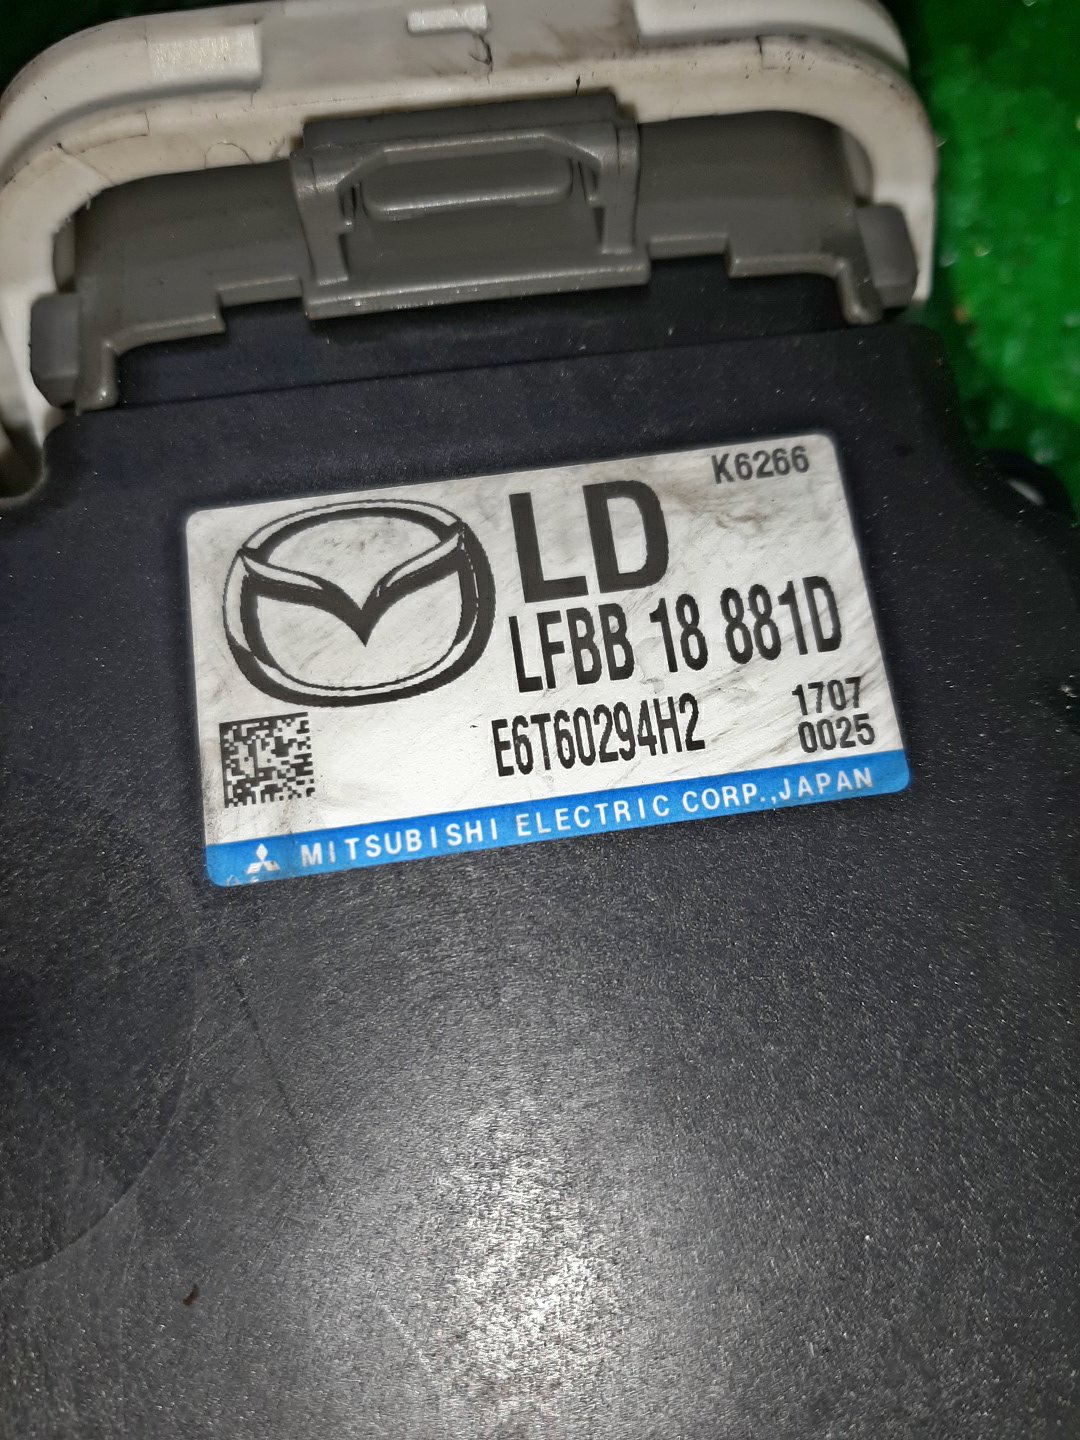 K6266
LD
LFBB 18 881D
E6T60294H2
1707
0025
MITSUBISHI ELECTRIC CORP.,JAPAN